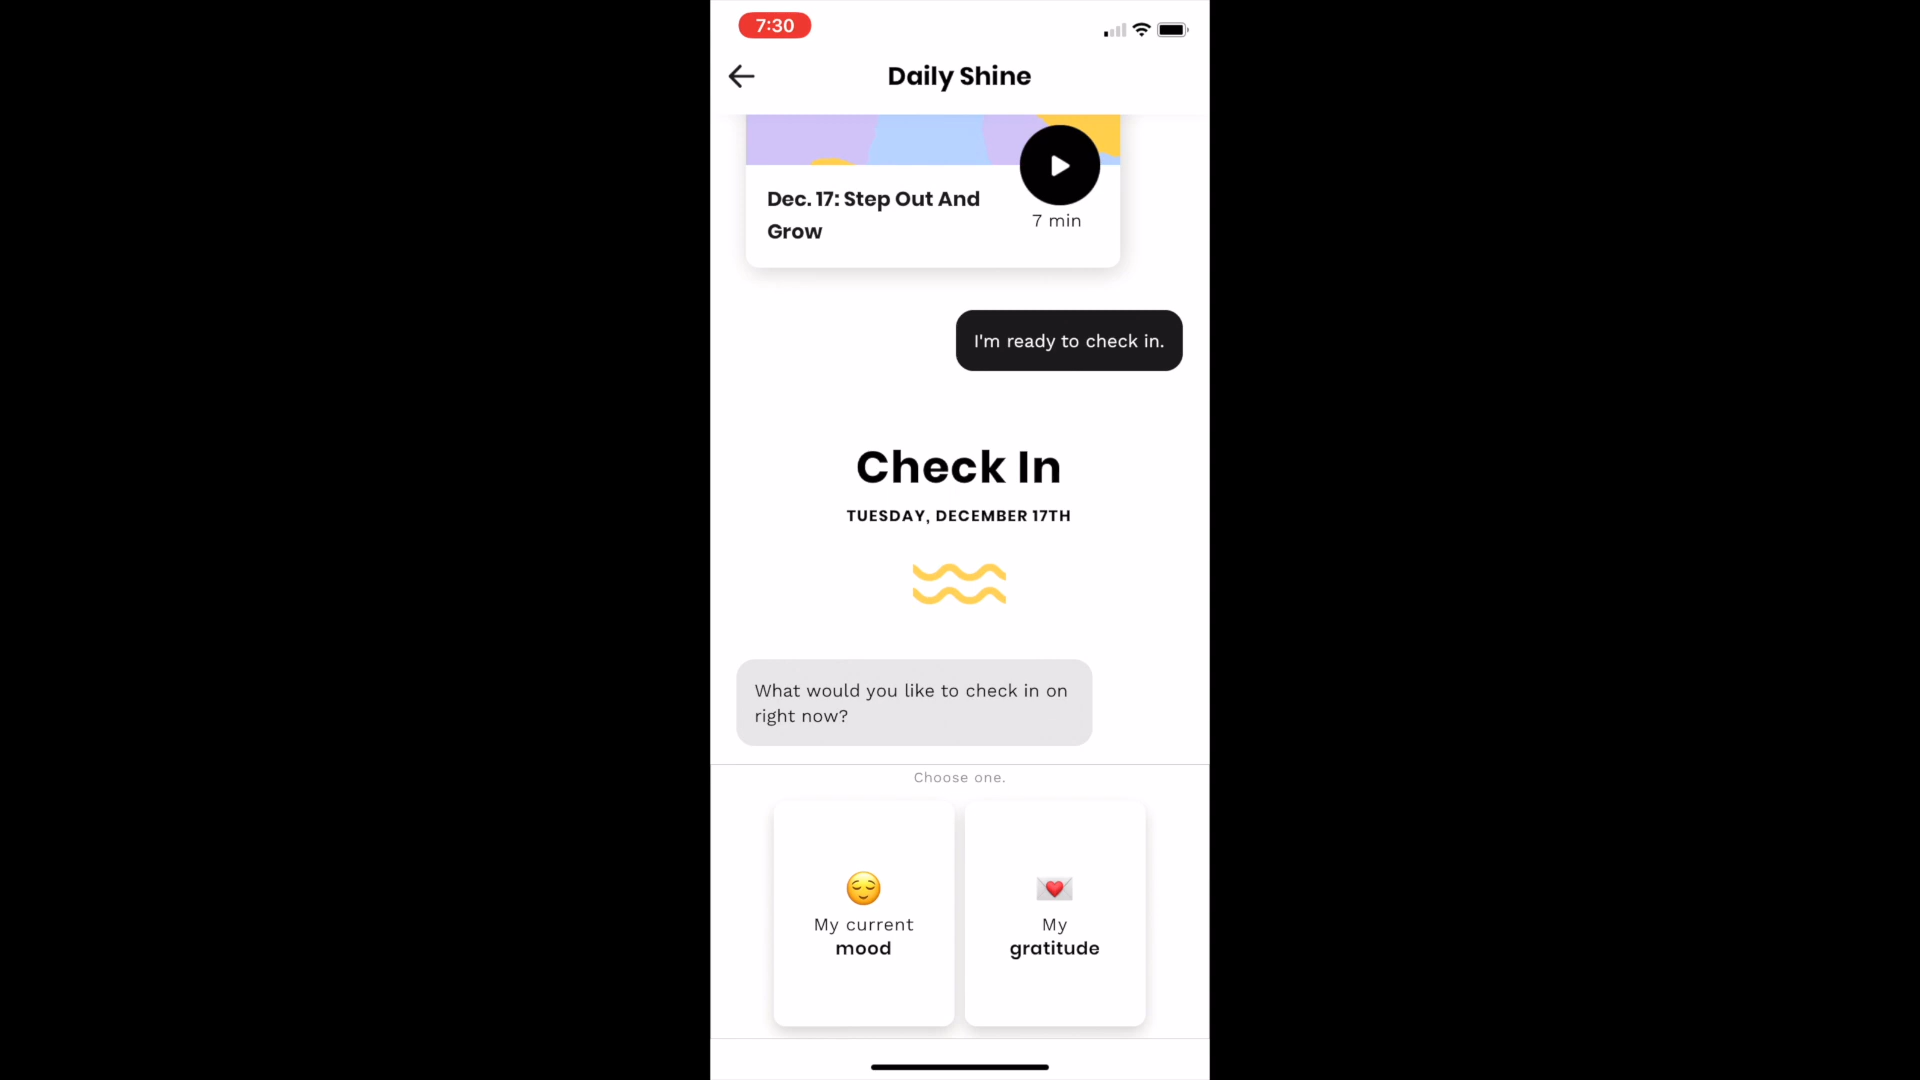 7:30
Daily Shine
Dec. 17: Step Out And
Grow
7 min
I'm ready to check in.
Check In
TUESDAY, DECEMBER 17TH
What would you like to check in on
right now?
Choose one.
My current
mood
My
gratitude